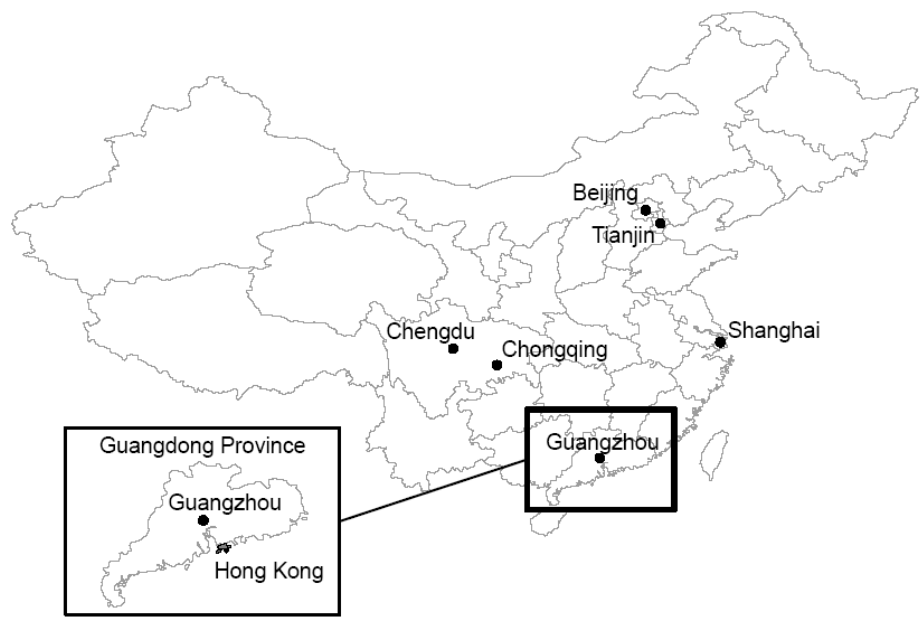 Beijing
Tianjin
Chengdu
Chongqing
Shanghai
Guangzhou
Guangdong Province
Guangzhou
Hong Kong